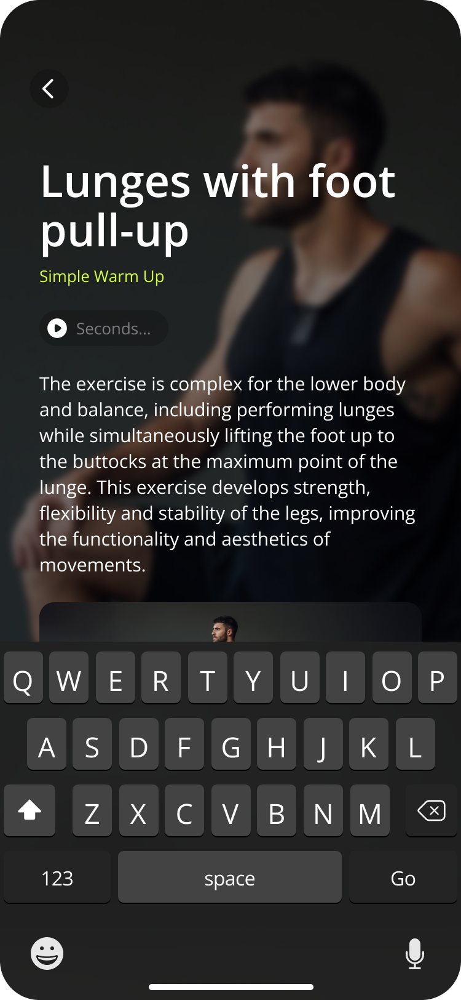 Lunges with foot
pull-up
Simple Warm Up
Seconds...
The exercise is complex for the lower body
and balance, including performing lunges
while simultaneously lifting the foot up to
the buttocks at the maximum point of the
lunge. This exercise develops strength,
flexibility and stability of the legs, improving
the functionality and aesthetics of
movements.
Q W E R T Y U I O P
A S D F G H J K L
Z X C V B N M
123 space Go